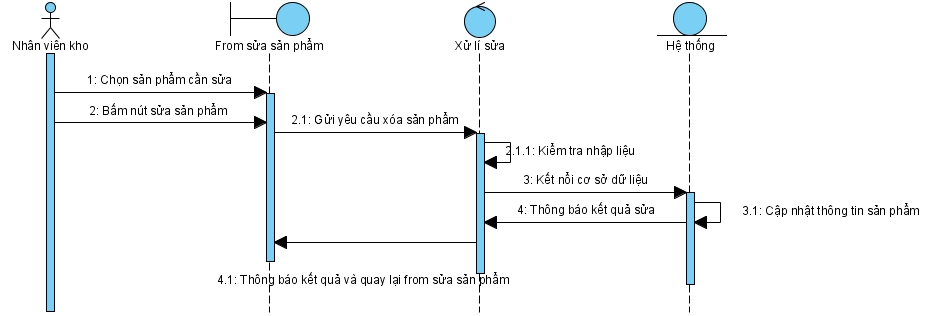 Nhân viên kho
From sửa sản phẩm
Xử lí sửa
Hệ thống
1: Chọn sản phẩm cần sửa
2: Bấm nút sửa sản phẩm
2.1: Gửi yêu cầu xóa sản phẩm
2.1.1: Kiểm tra nhập liệu
3: Kết nối cơ sở dữ liệu
4: Thông báo kết quả sửa
3.1: Cập nhật thông tin sản phẩm
4.1: Thông báo kết quả và quay lại from sửa sản phẩm